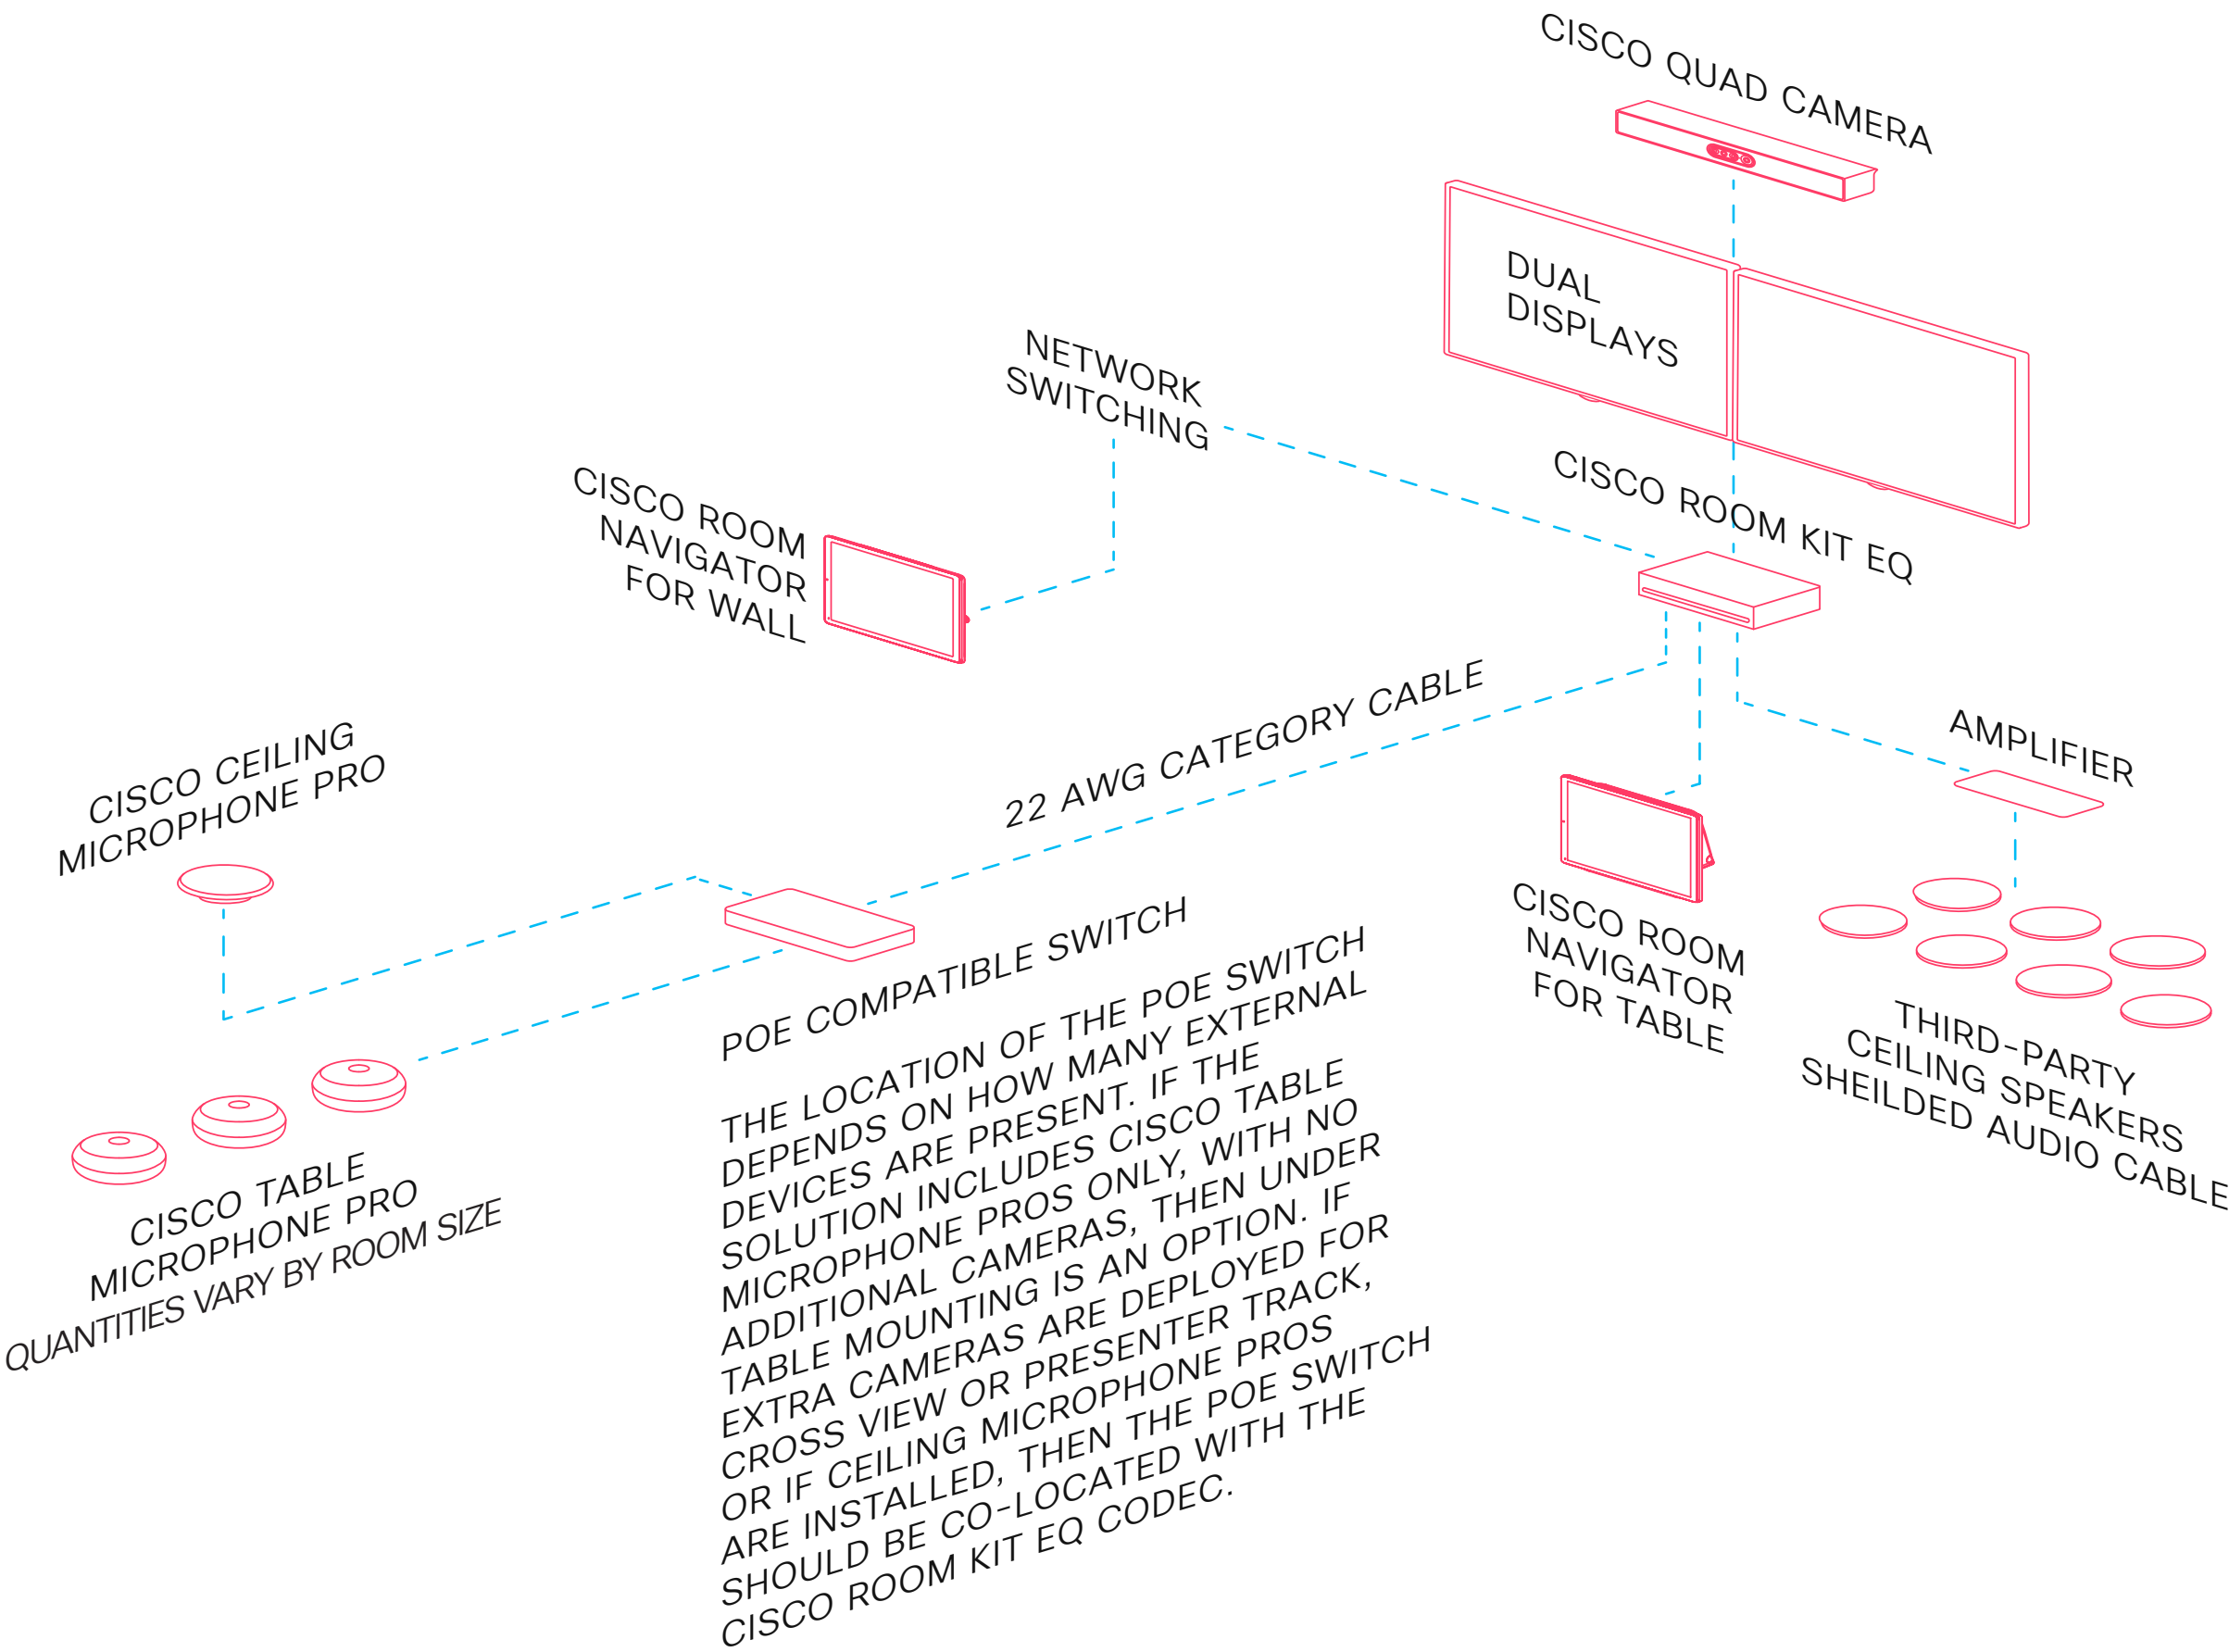 CISCO QUAD CAMERA
DUAL
DISPLAYS
NETWORK
SWITCHING
CISCO ROOM KIT EQ
CISCO ROOM
NAVIGATOR
FOR WALL
22 AWG CATEGORY CABLE
AMPLIFIER
CISCO CEILING
MICROPHONE PRO
CISCO ROOM
NAVIGATOR
FOR TABLE
THIRD-PARTY
CEILING SPEAKERS
SHEILDED AUDIO CABLE
CISCO TABLE
MICROPHONE PRO
QUANTITIES VARY BY ROOM SIZE
POE COMPATIBLE SWITCH
THE LOCATION OF THE POE SWITCH
DEPENDS ON HOW MANY EXTERNAL
DEVICES ARE PRESENT. IF THE
SOLUTION INCLUDES CISCO TABLE
MICROPHONE PROS ONLY, WITH NO
ADDITIONAL CAMERAS, THEN UNDER
TABLE MOUNTING IS AN OPTION. IF
EXTRA CAMERAS ARE DEPLOYED FOR
CROSS VIEW OR PRESENTER TRACK,
OR IF CEILING MICROPHONE PROS
ARE INSTALLED, THEN THE POE SWITCH
SHOULD BE CO-LOCATED WITH THE
CISCO ROOM KIT EQ CODEC.